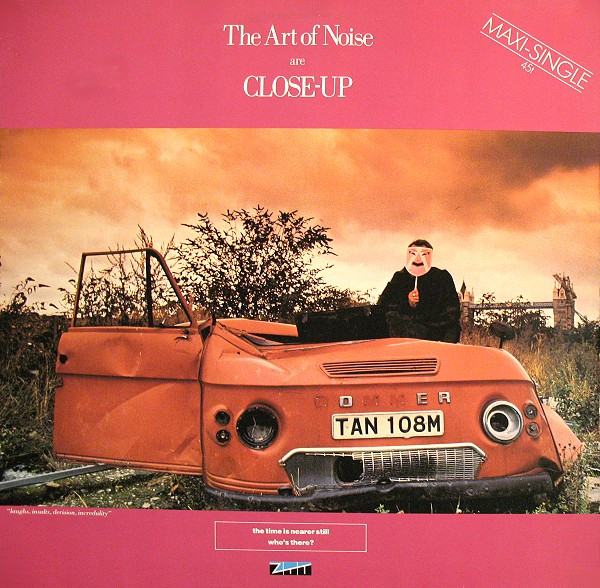 The Art of Noise
are
CLOSE-UP
MAXI-SINGLE
45!
COMMER
TAN 108M
"laughs, insults, derision, incredulity"
the time is nearer still
who's there?
ZTT